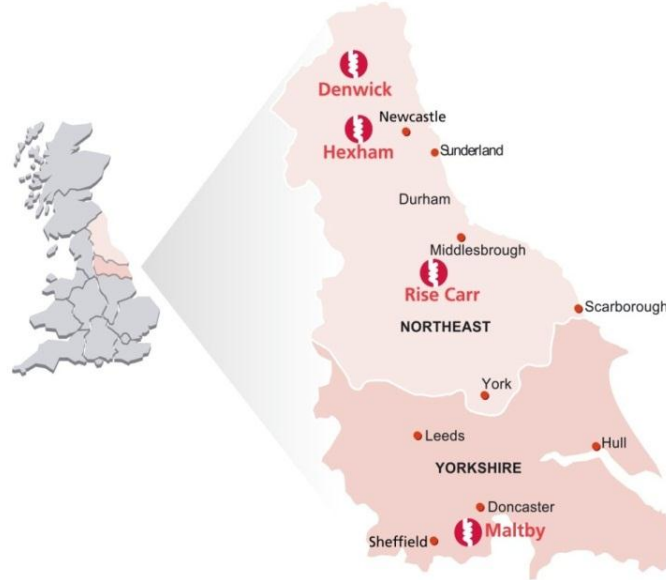 Denwick
Newcastle
Hexham
Sunderland
Durham
Middlesbrough
Rise Carr
Scarborough
NORTHEAST
York
Leeds
Hull
YORKSHIRE
Doncaster
Maltby
Sheffield